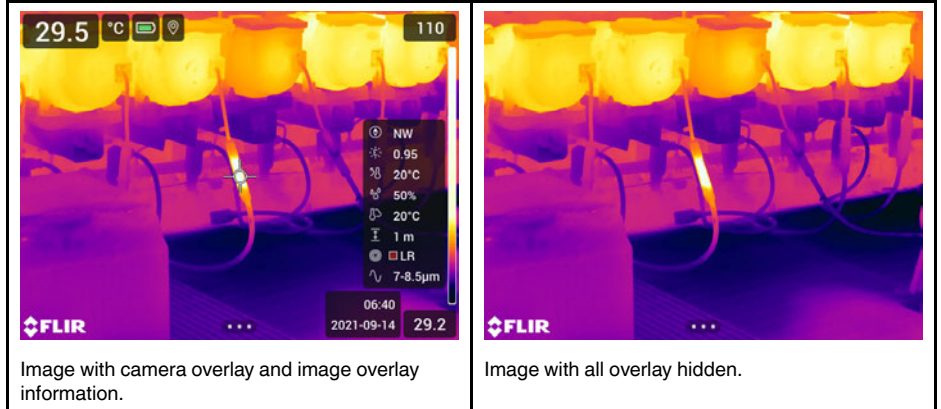 29.5 °C
110
NW
0.95
20°C
50%
20°C
1 m
LR
7-8.5µm
06:40
2021-09-14
29.2
FLIR
Image with camera overlay and image overlay
information.
FLIR
Image with all overlay hidden.